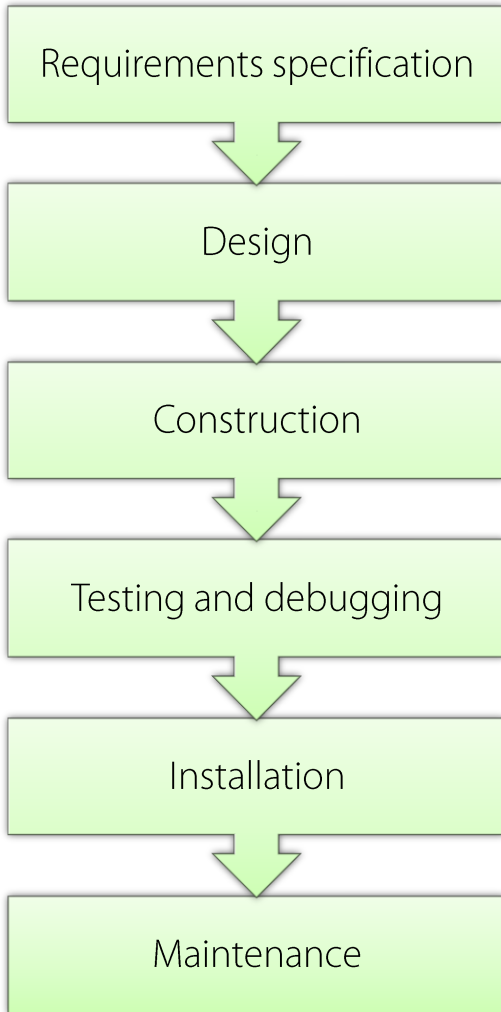 Requirements specification
Design
Construction
Testing and debugging
Installation
Maintenance